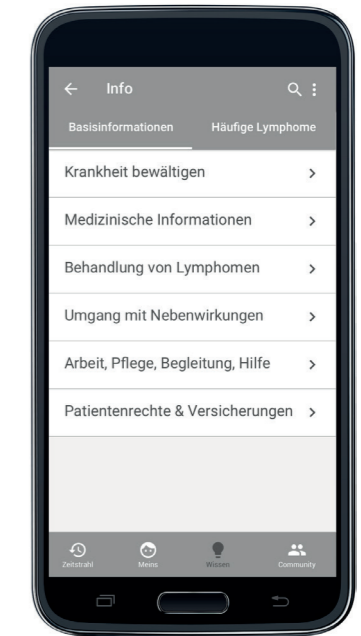 Info
Basisinformationen
Häufige Lymphome
Krankheit bewältigen
Medizinische Informationen
Behandlung von Lymphomen
Umgang mit Nebenwirkungen
Arbeit, Pflege, Begleitung, Hilfe
Patientenrechte & Versicherungen
Zeitstrahl
Meins
Wissen
Community